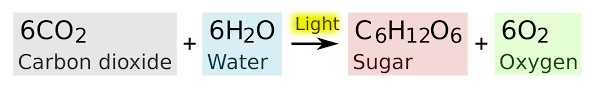 6CO₂ + 6H₂O Light C₆H₁₂O₆ + 6O₂
Carbon dioxide Water Sugar Oxygen